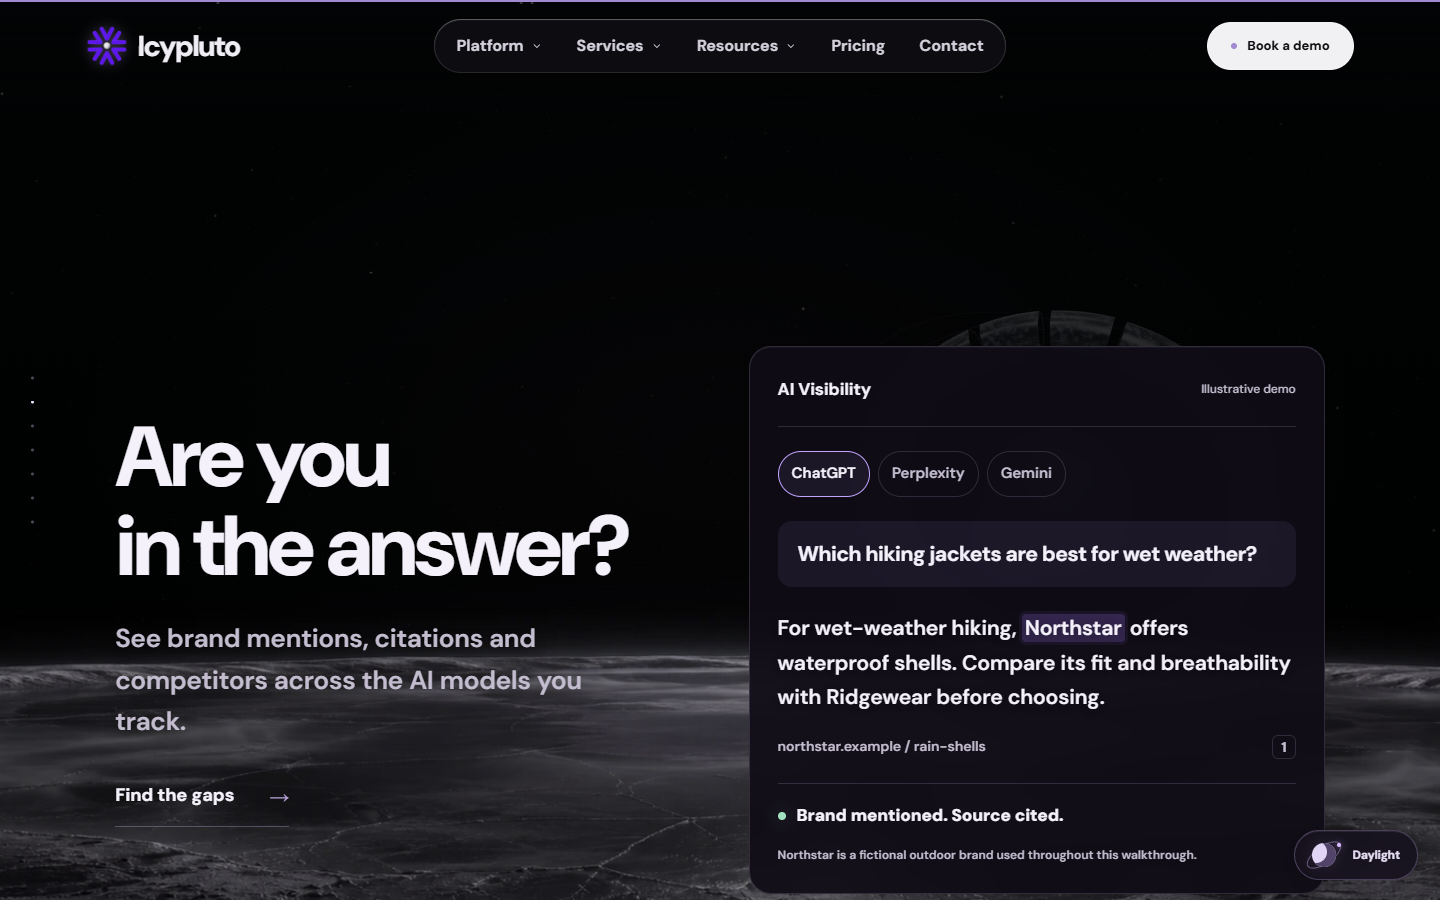 Icypluto
Platform
Services
Resources
Pricing
Contact
Book a demo
Are you
in the answer?
See brand mentions, citations and
competitors across the AI models you
track.
Find the gaps
AI Visibility
Illustrative demo
ChatGPT
Perplexity
Gemini
Which hiking jackets are best for wet weather?
For wet-weather hiking, Northstar offers
waterproof shells. Compare its fit and breathability
with Ridgewear before choosing.
northstar.example / rain-shells
1
Brand mentioned. Source cited.
Northstar is a fictional outdoor brand used throughout this walkthrough.
Daylight